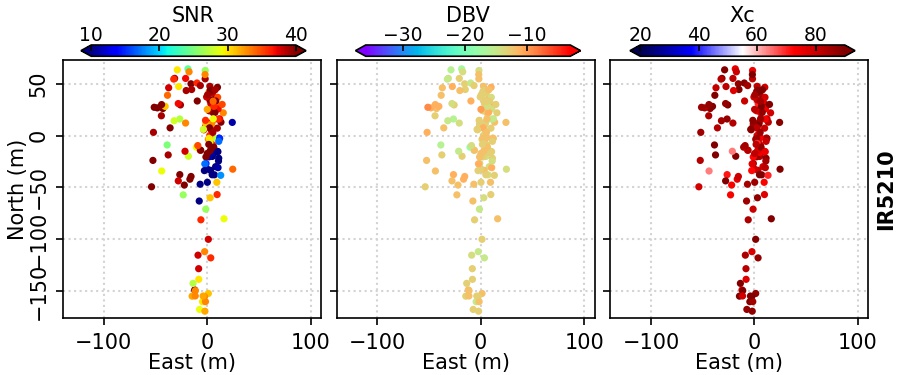 SNR
DBV
Xc
10 20 30 40
−30 −20 −10
20 40 60 80
North (m)
50
0
−50
−100
−150
−100 0 100
−100 0 100
−100 0 100
East (m)
East (m)
East (m)
IR5210